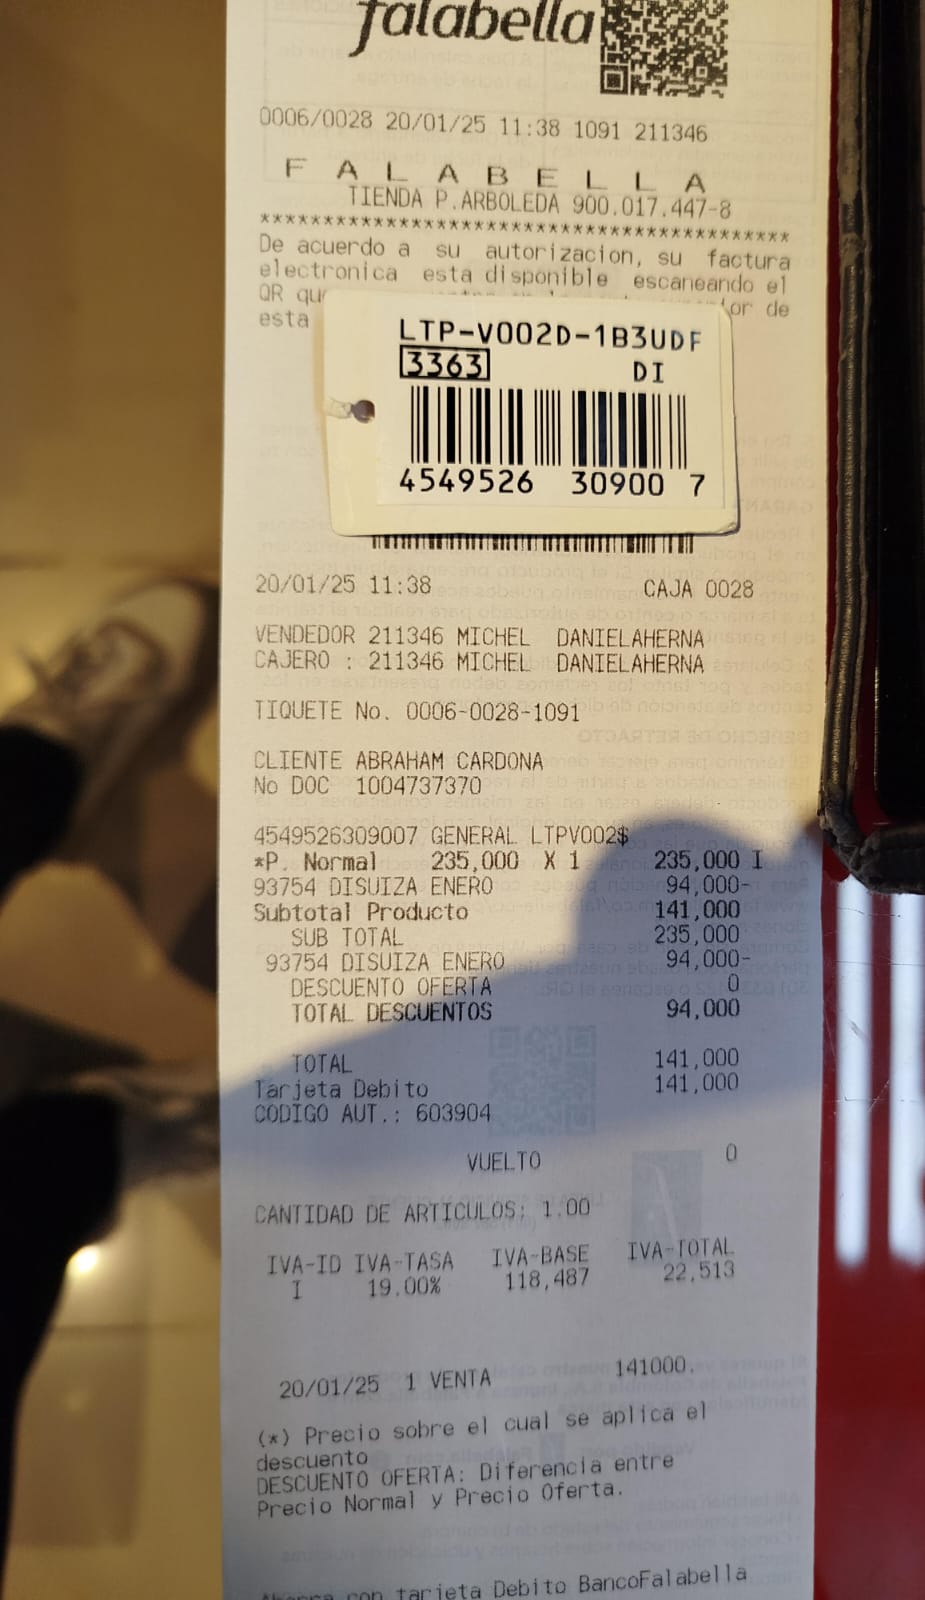 falabella
0006/0028 20/01/25 11:38 1091 211346
F A L A B E L L A
TIENDA P.ARBOLEDA 900.017.447-8
******************************************
De acuerdo a su autorizacion, su factura
electronica esta disponible escaneando el
QR de
esta
LTP-V002D-1B3UDF
3363 DI
4549526 30900 7
20/01/25 11:38 CAJA 0028
VENDEDOR 211346 MICHEL DANIELAHERNA
CAJERO : 211346 MICHEL DANIELAHERNA
TIQUETE No. 0006-0028-1091
CLIENTE ABRAHAM CARDONA
No DOC 1004737370
4549526309007 GENERAL LTPV002$
*P. Normal 235,000 X 1 235,000 I
93754 DISUIZA ENERO 94,000-
Subtotal Producto 141,000
SUB TOTAL 235,000
93754 DISUIZA ENERO 94,000-
DESCUENTO OFERTA 0
TOTAL DESCUENTOS 94,000
TOTAL 141,000
Tarjeta Debito 141,000
CODIGO AUT.: 603904
VUELTO 0
CANTIDAD DE ARTICULOS: 1.00
IVA-ID IVA-TASA IVA-BASE IVA-TOTAL
I 19.00% 118,487 22,513
20/01/25 1 VENTA 141000.
(*) Precio sobre el cual se aplica el
descuento
DESCUENTO OFERTA: Diferencia entre
Precio Normal y Precio Oferta.
con tarjeta Debito BancoFalabella